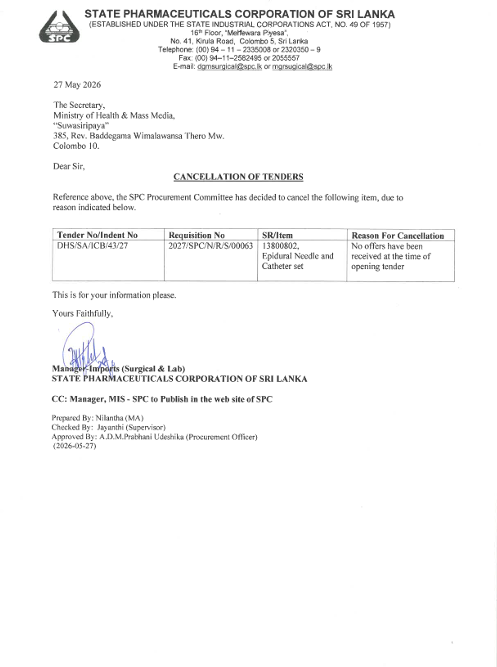 SPC
STATE PHARMACEUTICALS CORPORATION OF SRI LANKA
(ESTABLISHED UNDER THE STATE INDUSTRIAL CORPORATIONS ACT, NO. 49 OF 1957)
16th Floor, "Mehewara Piyesa",
No. 41, Kirula Road, Colombo 5, Sri Lanka
Telephone: (00) 94 – 11 – 2335008 or 2320350 – 9
Fax: (00) 94–11–2582495 or 2055557
E-mail: dgmsurgical@spc.lk or mgrsurgical@spc.lk
27 May 2026
The Secretary,
Ministry of Health & Mass Media,
"Suwasiripaya"
385, Rev. Baddegama Wimalawansa Thero Mw.
Colombo 10.
Dear Sir,
CANCELLATION OF TENDERS
Reference above, the SPC Procurement Committee has decided to cancel the following item, due to
reason indicated below.
Tender No/Indent No Requisition No SR/Item Reason For Cancellation
DHS/SA/ICB/43/27 2027/SPC/N/R/S/00063 13800802, No offers have been
Epidural Needle and received at the time of
Catheter set opening tender
This is for your information please.
Yours Faithfully,
Manager-Imports (Surgical & Lab)
STATE PHARMACEUTICALS CORPORATION OF SRI LANKA
CC: Manager, MIS - SPC to Publish in the web site of SPC
Prepared By: Nilantha (MA)
Checked By: Jayanthi (Supervisor)
Approved By: A.D.M.Prabhani Udeshika (Procurement Officer)
(2026-05-27)